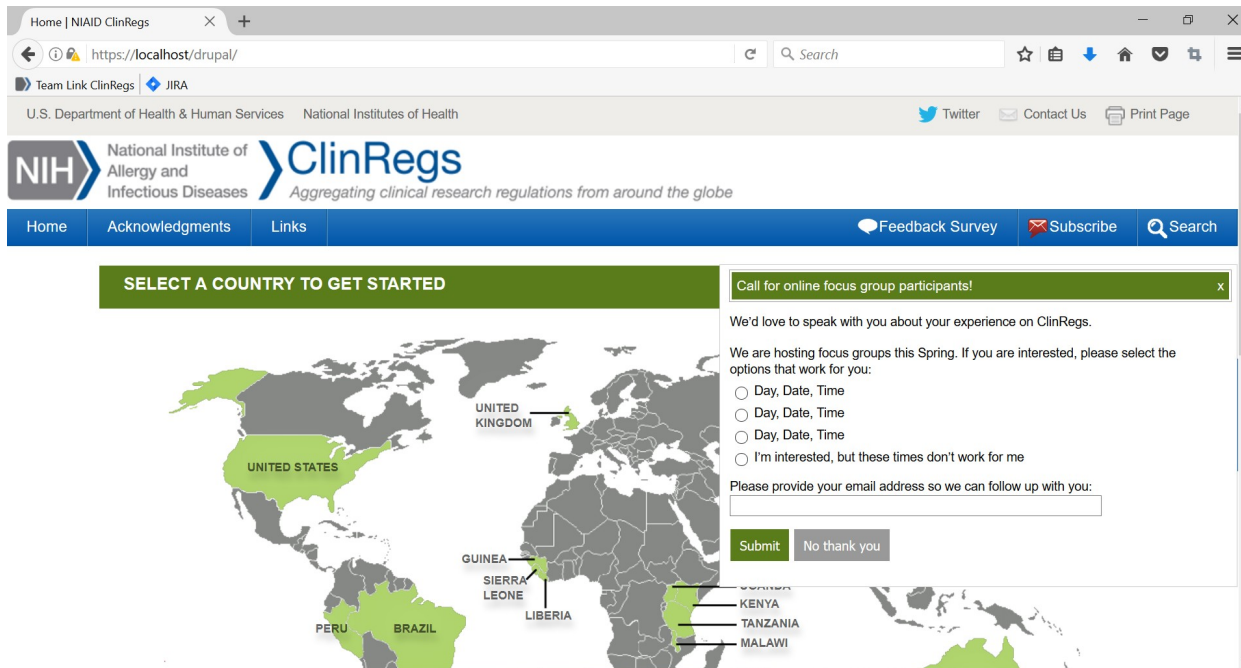 Home | NIAID ClinRegs
https://localhost/drupal/
Search
Team Link ClinRegs
JIRA
U.S. Department of Health & Human Services
National Institutes of Health
Twitter
Contact Us
Print Page
NIH
National Institute of
Allergy and
Infectious Diseases
ClinRegs
Aggregating clinical research regulations from around the globe
Home
Acknowledgments
Links
Feedback Survey
Subscribe
Search
SELECT A COUNTRY TO GET STARTED
Call for online focus group participants!
x
We'd love to speak with you about your experience on ClinRegs.
We are hosting focus groups this Spring. If you are interested, please select the
options that work for you:
Day, Date, Time
Day, Date, Time
Day, Date, Time
I'm interested, but these times don't work for me
Please provide your email address so we can follow up with you:
Submit
No thank you
UNITED
KINGDOM
UNITED STATES
GUINEA
SIERRA
LEONE
LIBERIA
PERU
BRAZIL
KENYA
TANZANIA
MALAWI